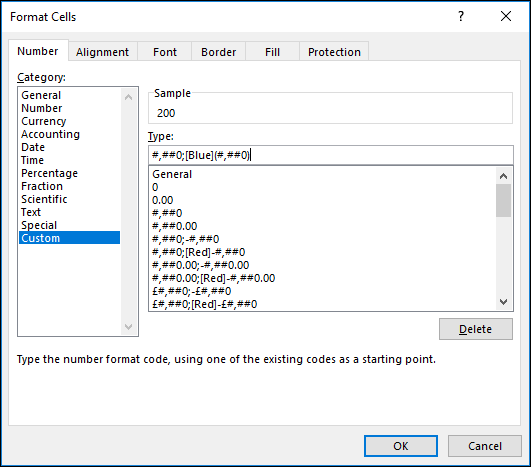 Format Cells
Number Alignment Font Border Fill Protection
Category:
General
Number
Currency
Accounting
Date
Time
Percentage
Fraction
Scientific
Text
Special
Custom
Sample
200
Type:
#,##0;[Blue](#,##0)
General
0
0.00
#,##0
#,##0.00
#,##0;-#,##0
#,##0;[Red]-#,##0
#,##0.00;-#,##0.00
#,##0.00;[Red]-#,##0.00
£#,##0;-£#,##0
£#,##0;[Red]-£#,##0
Delete
Type the number format code, using one of the existing codes as a starting point.
OK Cancel